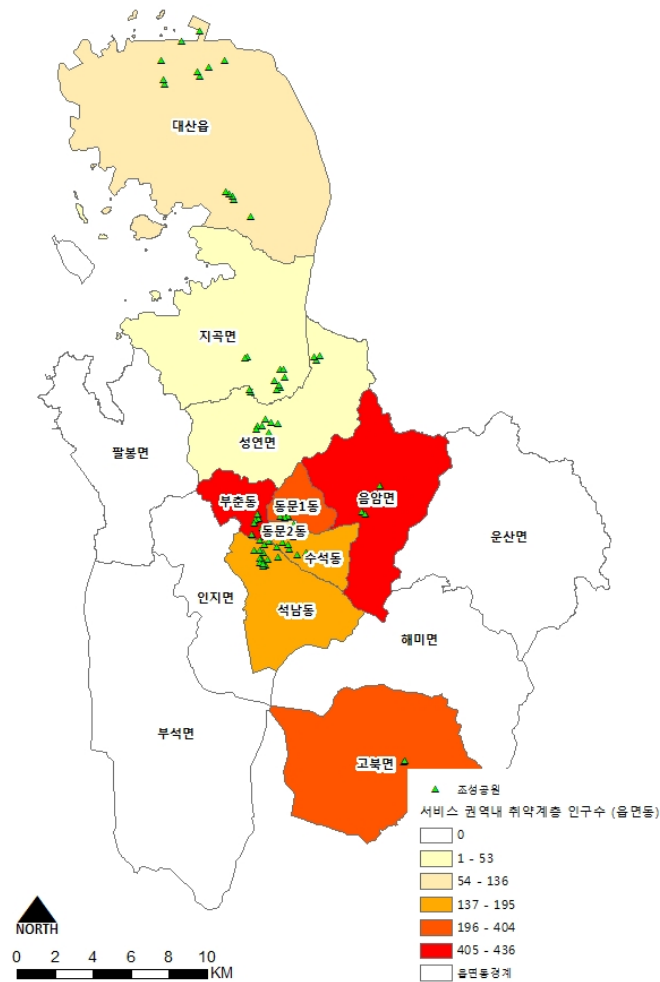 대산읍
지곡면
성연면
팔봉면
부춘동
동문1동
음암면
동문2동
수석동
운산면
인지면
석남동
해미면
부석면
고북면
조성공원
서비스 권역내 취약계층 인구수 (읍면동)
0
1 - 53
54 - 136
137 - 195
196 - 404
405 - 436
읍면동경계
NORTH
0 2 4 6 8 10
KM